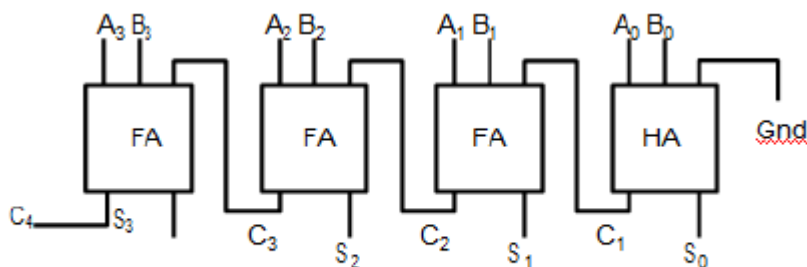 A₃ B₃ A₂ B₂ A₁ B₁ A₀ B₀
FA FA FA HA Gnd
C₄ S₃ C₃ S₂ C₂ S₁ C₁ S₀